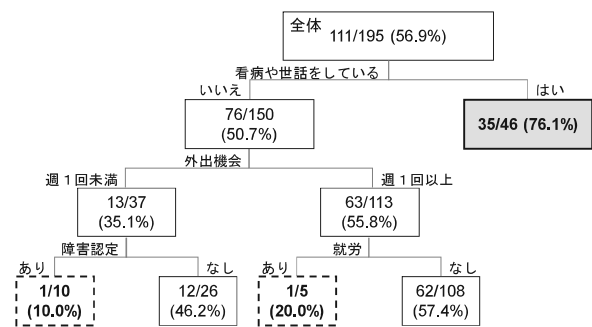 全体
111/195 (56.9%)
看病や世話をしている
いいえ
はい
76/150
(50.7%)
35/46 (76.1%)
外出機会
週１回未満
週１回以上
13/37
(35.1%)
63/113
(55.8%)
障害認定
就労
あり
なし
あり
なし
1/10
(10.0%)
12/26
(46.2%)
1/5
(20.0%)
62/108
(57.4%)